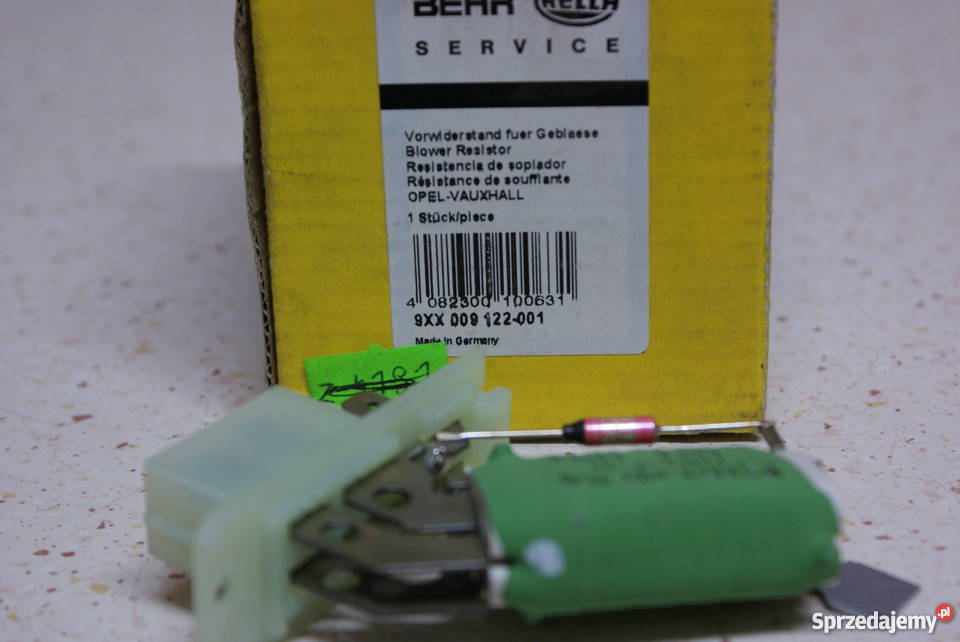 BEHR HELLA
SERVICE
Vorwiderstand fuer Geblaese
Blower Resistor
Resistencia de soplador
Résistance de soufflante
OPEL-VAUXHALL
1 Stück/piece
4 082300 100631
9XX 009 122-001
Made in Germany
Sprzedajemy.pl